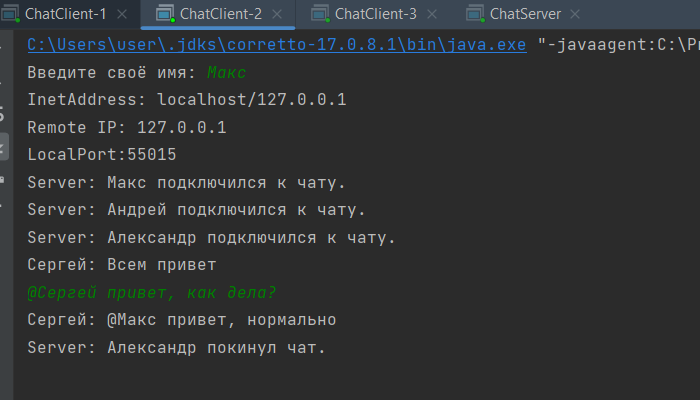 ChatClient-1 ChatClient-2 ChatClient-3 ChatServer
C:\Users\user\.jdks\corretto-17.0.8.1\bin\java.exe "-javaagent:C:\
Введите своё имя: Макс
InetAddress: localhost/127.0.0.1
Remote IP: 127.0.0.1
LocalPort:55015
Server: Макс подключился к чату.
Server: Андрей подключился к чату.
Server: Александр подключился к чату.
Сергей: Всем привет
@Сергей привет, как дела?
Сергей: @Макс привет, нормально
Server: Александр покинул чат.